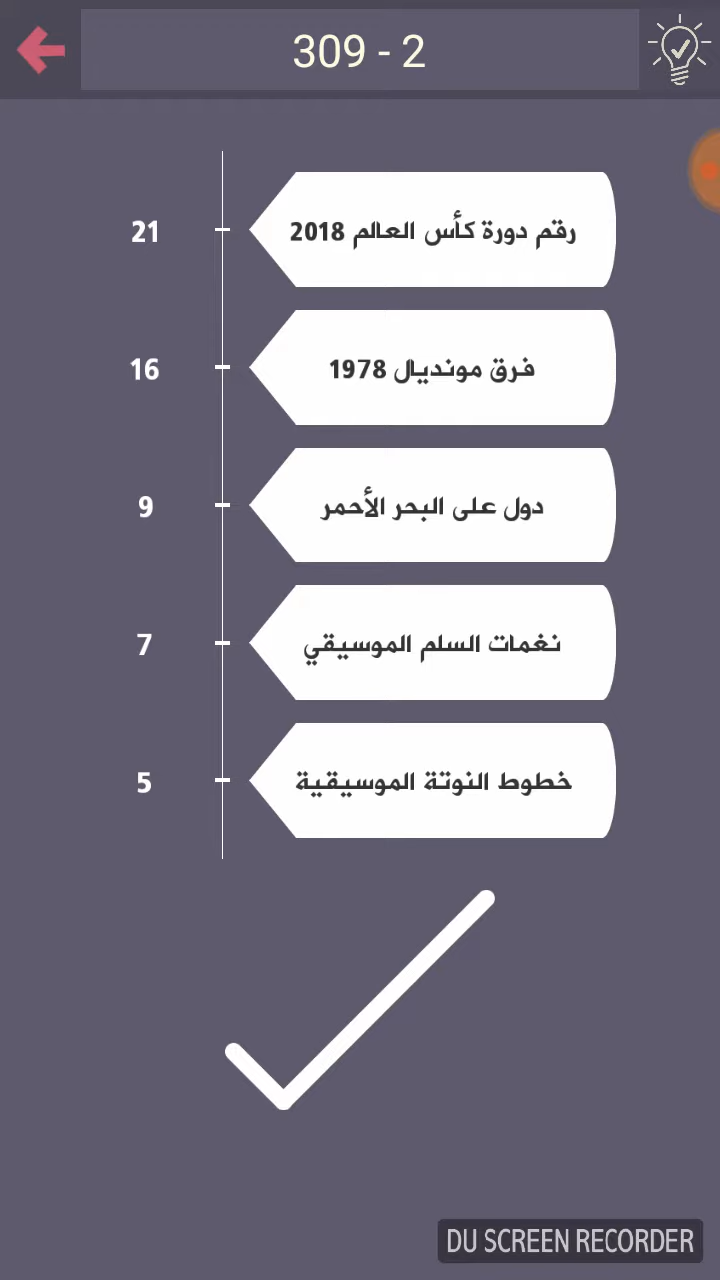 309 - 2
رقم دورة كأس العالم 2018
21
فرق مونديال 1978
16
دول على البحر الأحمر
9
نغمات السلم الموسيقي
7
خطوط النوتة الموسيقية
5
DU SCREEN RECORDER